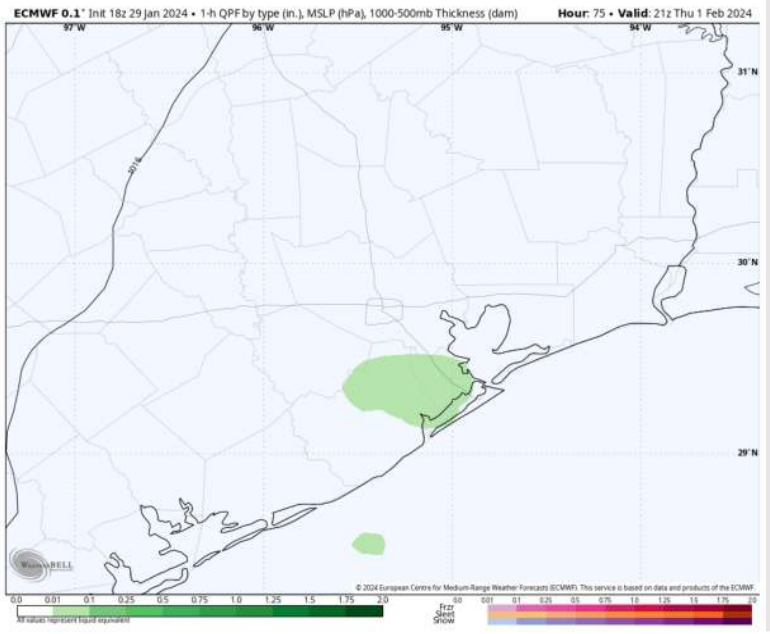 ECMWF 0.1° Init 18z 29 Jan 2024 • 1-h QPF by type (in.), MSLP (hPa), 1000-500mb Thickness (dam) Hour: 75 • Valid: 21z Thu 1 Feb 2024
97°W 96°W 95°W 94°W
31°N
1016
30°N
29°N
WeatherBELL
© 2024 European Centre for Medium-Range Weather Forecasts (ECMWF). This service is based on data and products of the ECMWF
0.0 0.01 0.1 0.25 0.5 0.75 1.0 1.25 1.5 1.75 2.0
All values represent liquid equivalent
0.0 0.01 0.1 0.25 0.5 0.75 1.0 1.25 1.5 1.75 2.0
Frzr
Sleet
Snow